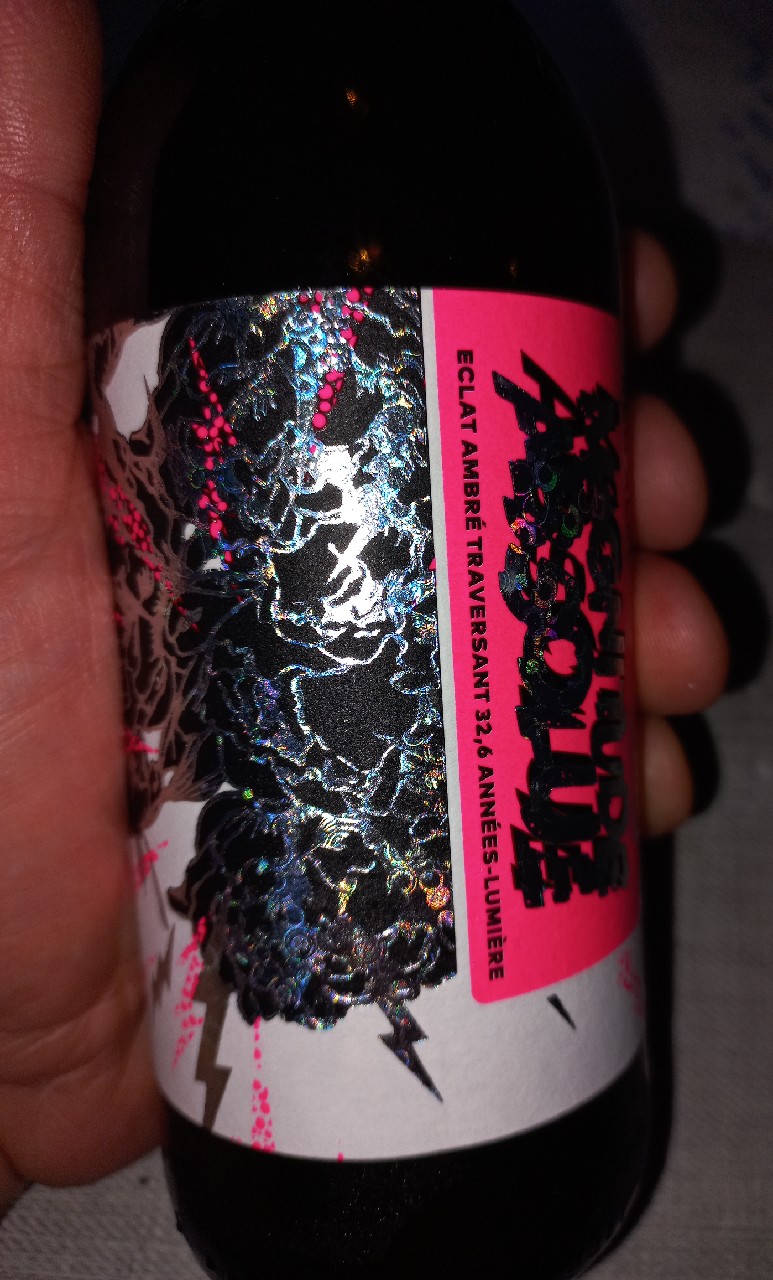 MAGNITUDE
ABSOLUE
ECLAT AMBRÉ TRAVERSANT 32,6 ANNÉES-LUMIÈRE